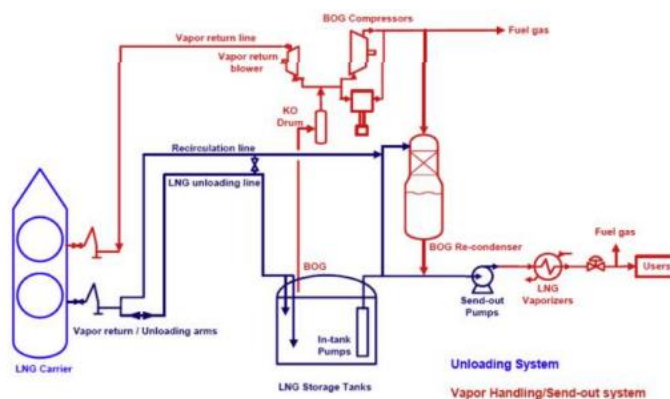 BOG Compressors
Vapor return line
Fuel gas
Vapor return
blower
KO
Drum
Recirculation line
LNG unloading line
BOG Re-condenser
Fuel gas
BOG
Users
LNG
Vaporizers
Send-out
Pumps
Vapor return / Unloading arms
In-tank
Pumps
LNG Carrier
LNG Storage Tanks
Unloading System
Vapor Handling/Send-out system